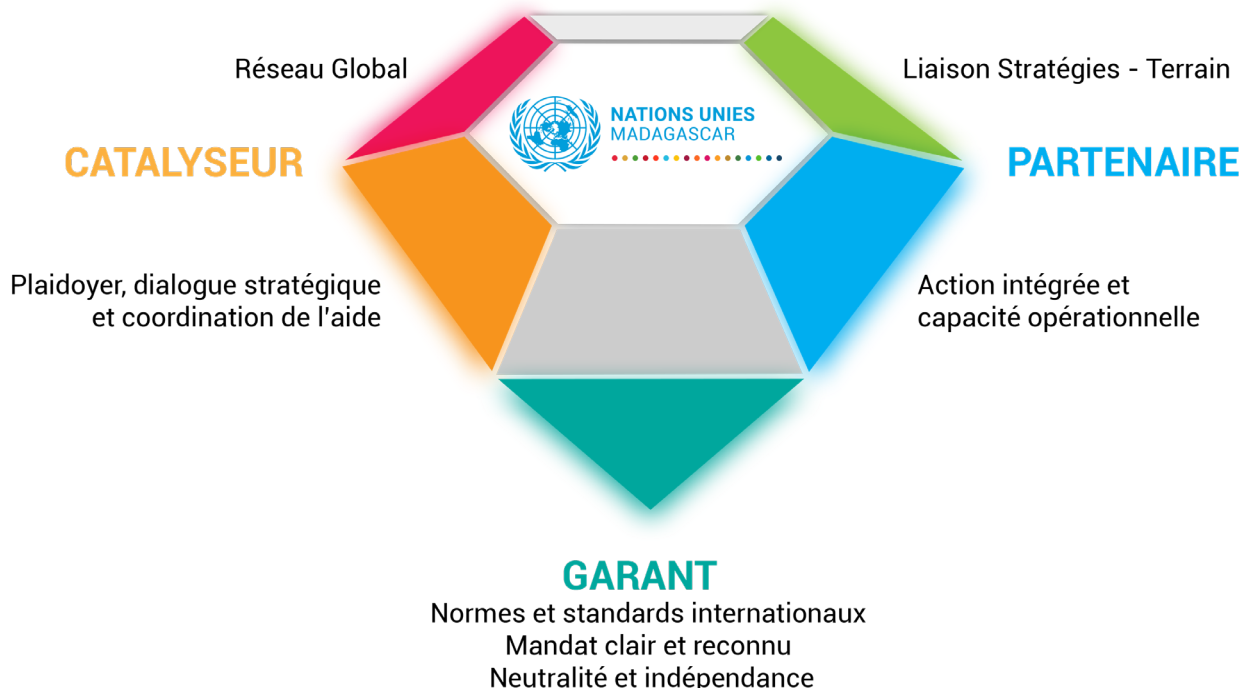 Réseau Global
Liaison Stratégies - Terrain
NATIONS UNIES
MADAGASCAR
CATALYSEUR
PARTENAIRE
Plaidoyer, dialogue stratégique
et coordination de l'aide
Action intégrée et
capacité opérationnelle
GARANT
Normes et standards internationaux
Mandat clair et reconnu
Neutralité et indépendance